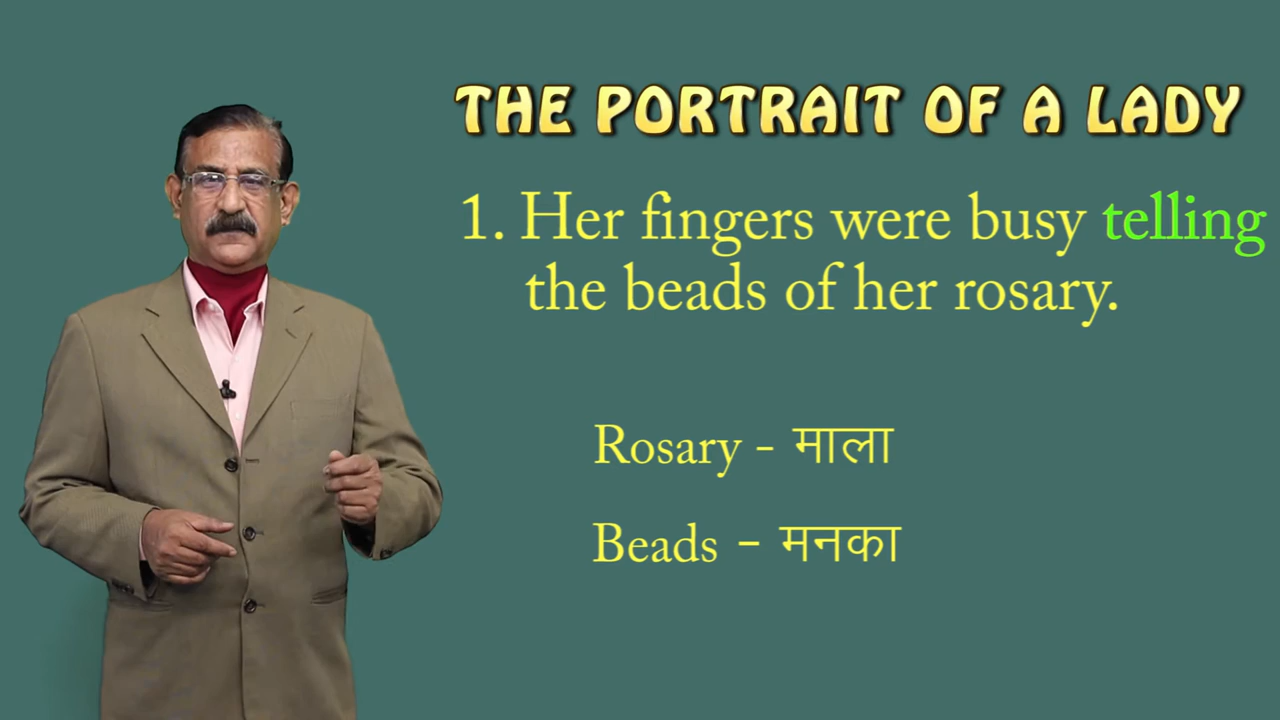 THE PORTRAIT OF A LADY
1. Her fingers were busy telling
the beads of her rosary.
Rosary - माला
Beads - मनका